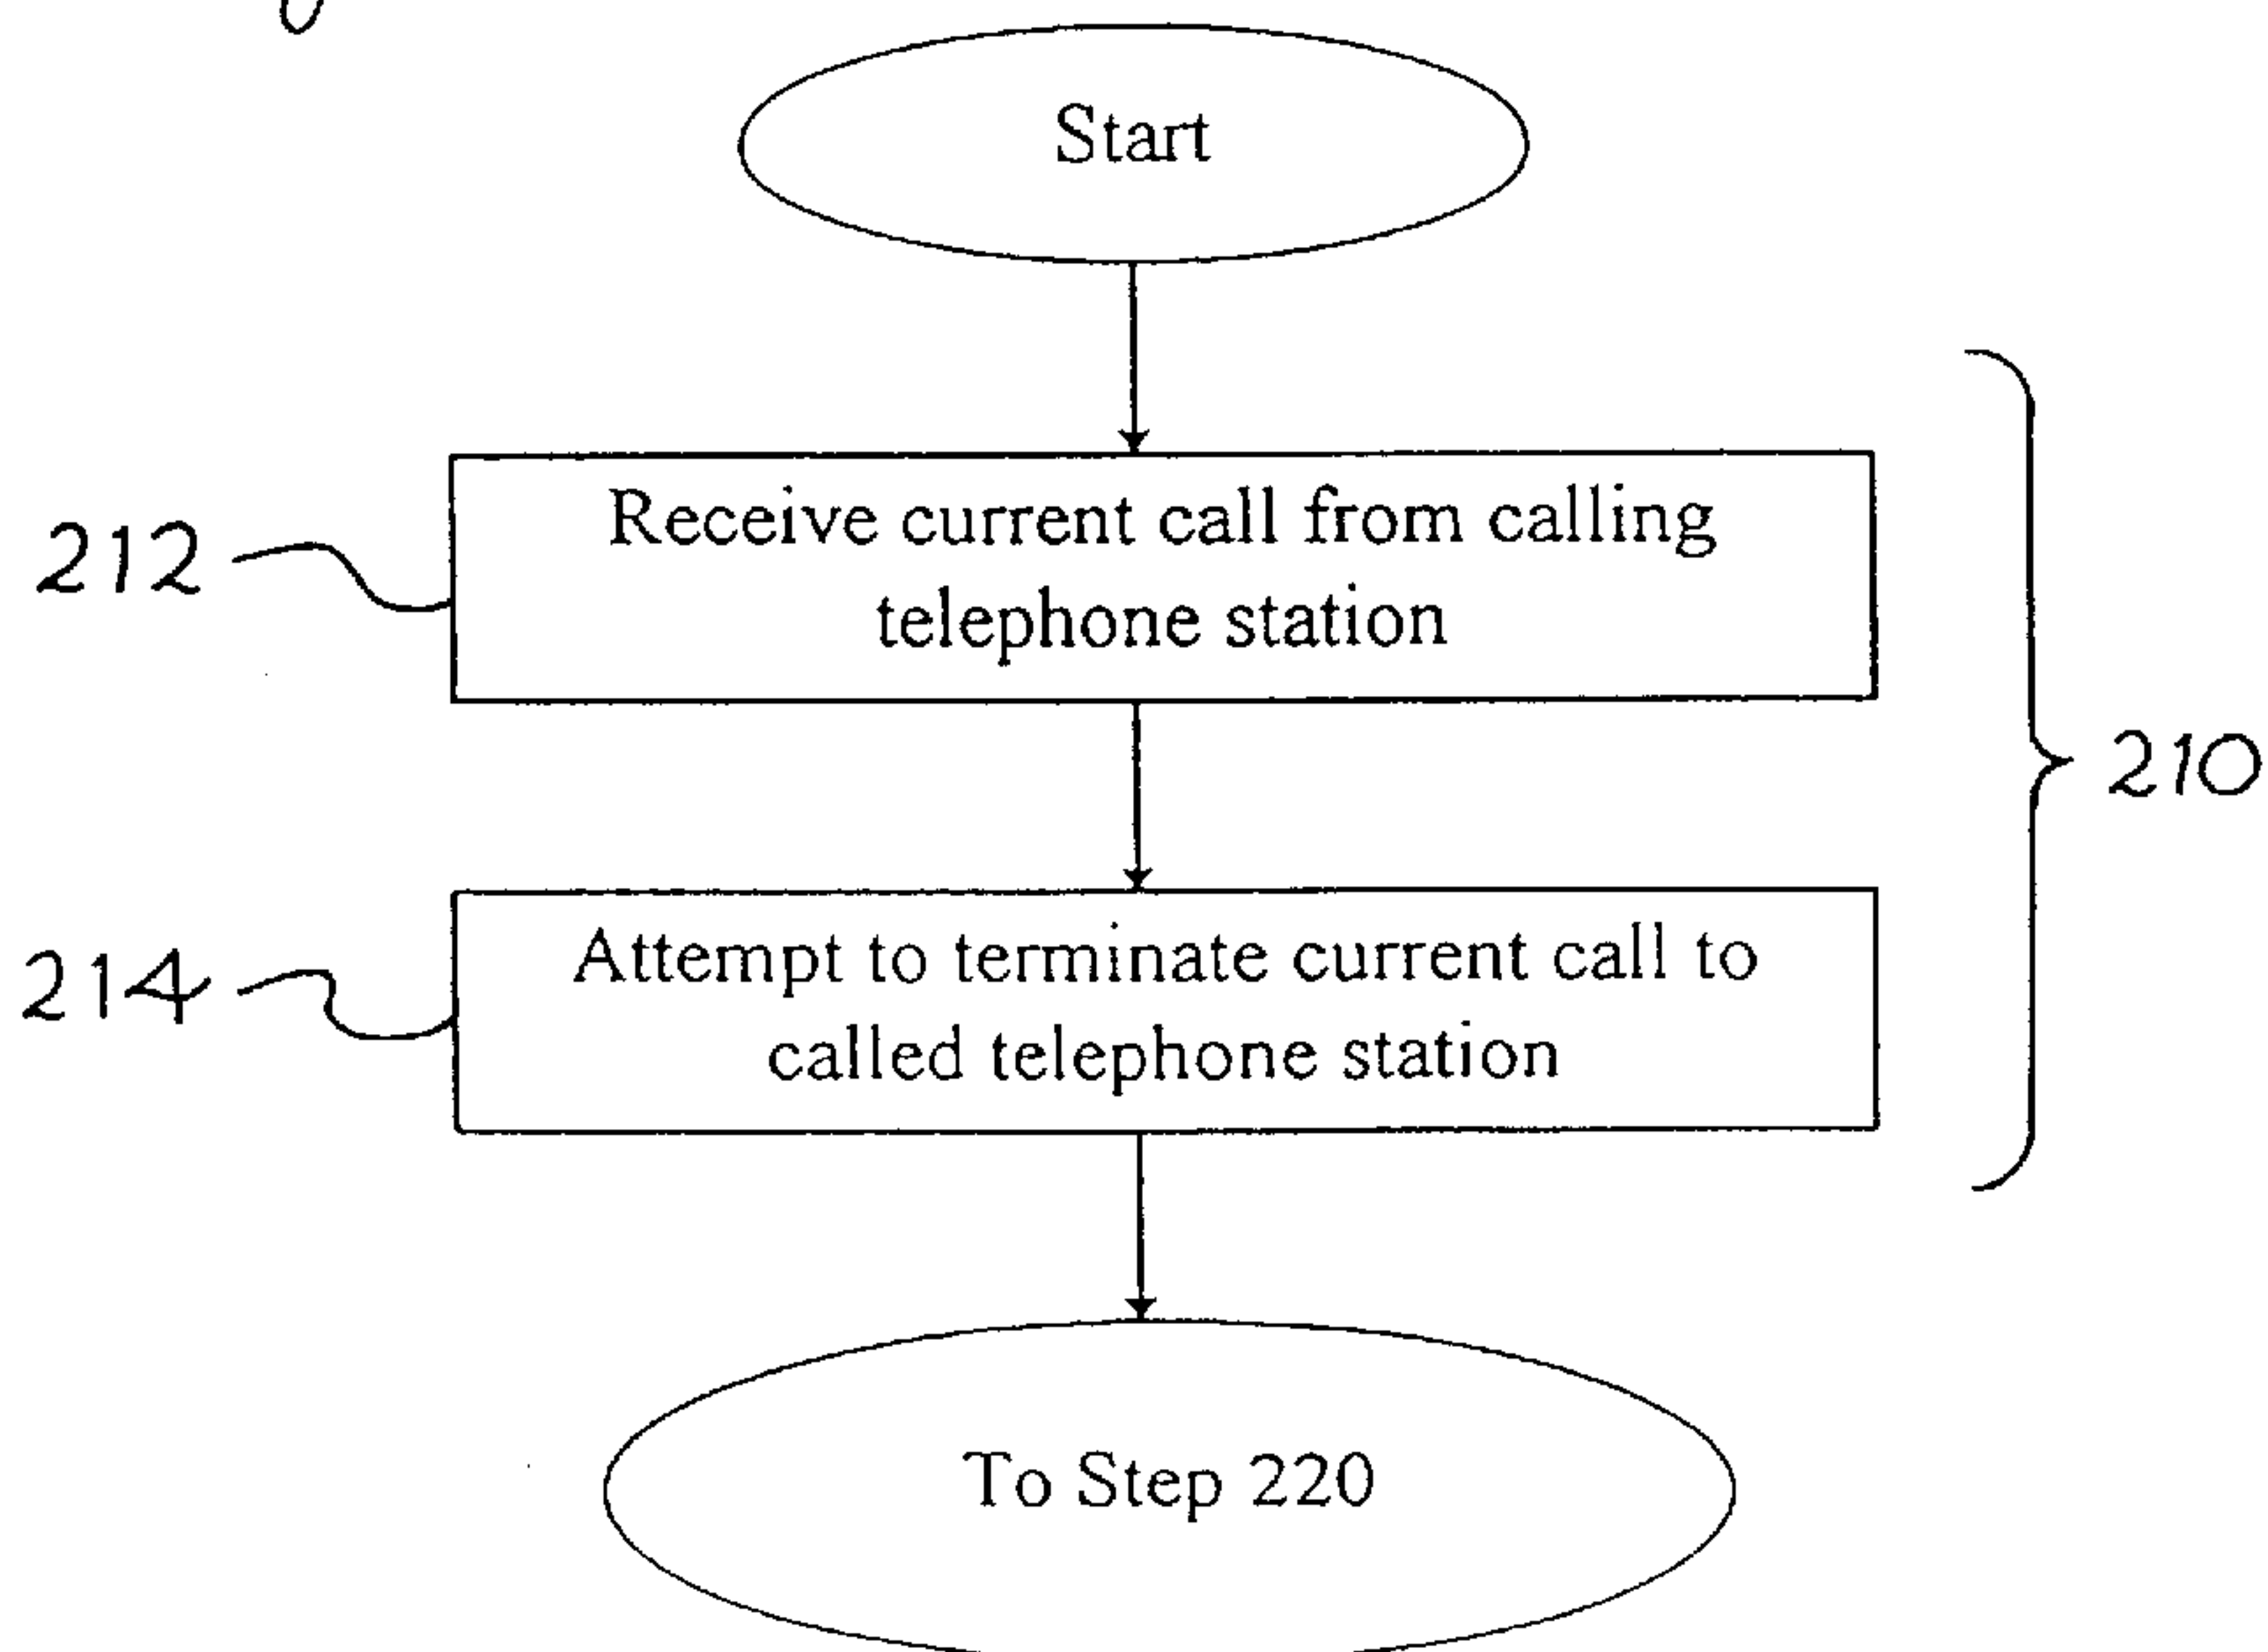 Start
212
Receive current call from calling
telephone station
210
214
Attempt to terminate current call to
called telephone station
To Step 220